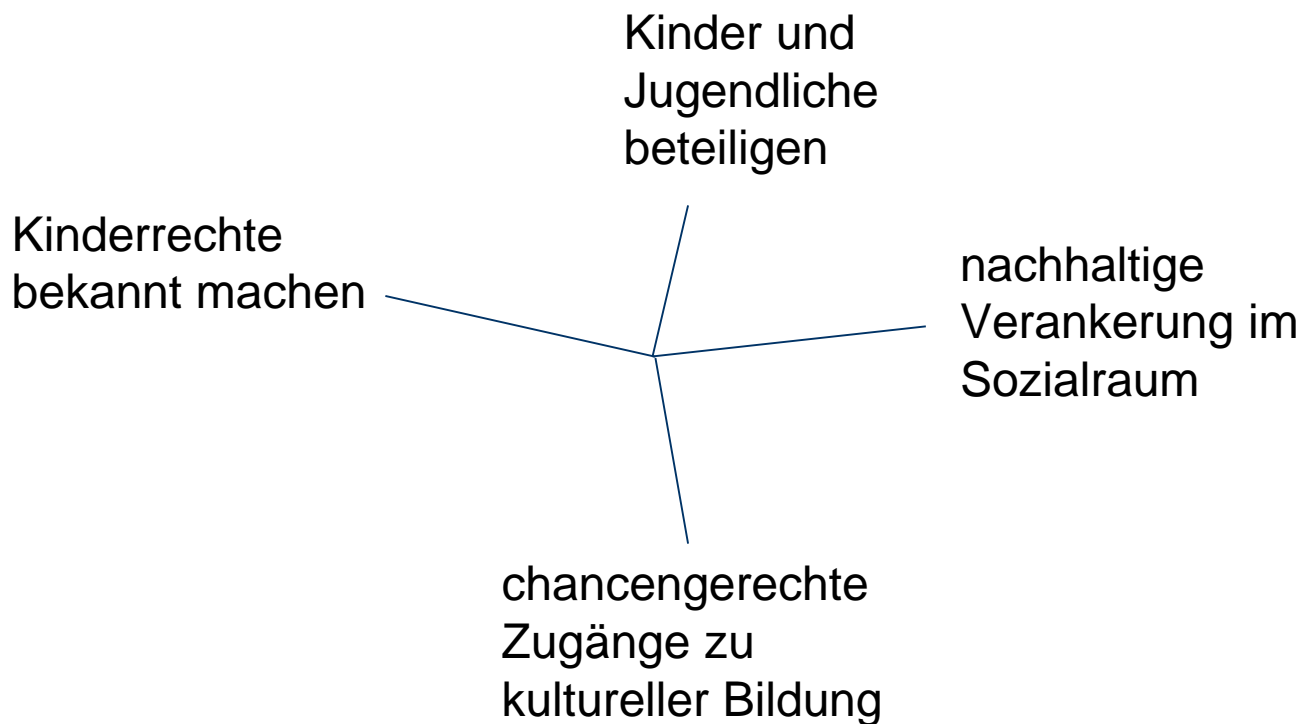 Kinder und
Jugendliche
beteiligen
Kinderrechte
bekannt machen
nachhaltige
Verankerung im
Sozialraum
chancengerechte
Zugänge zu
kultureller Bildung